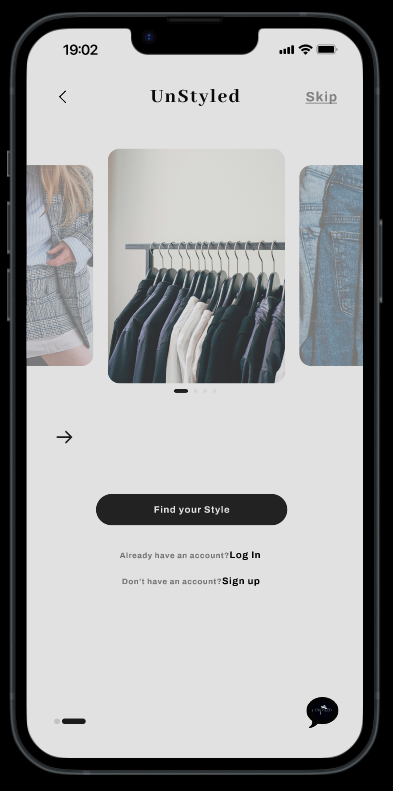 19:02
UnStyled
Skip
Find your Style
Already have an account?Log In
Don't have an account?Sign up